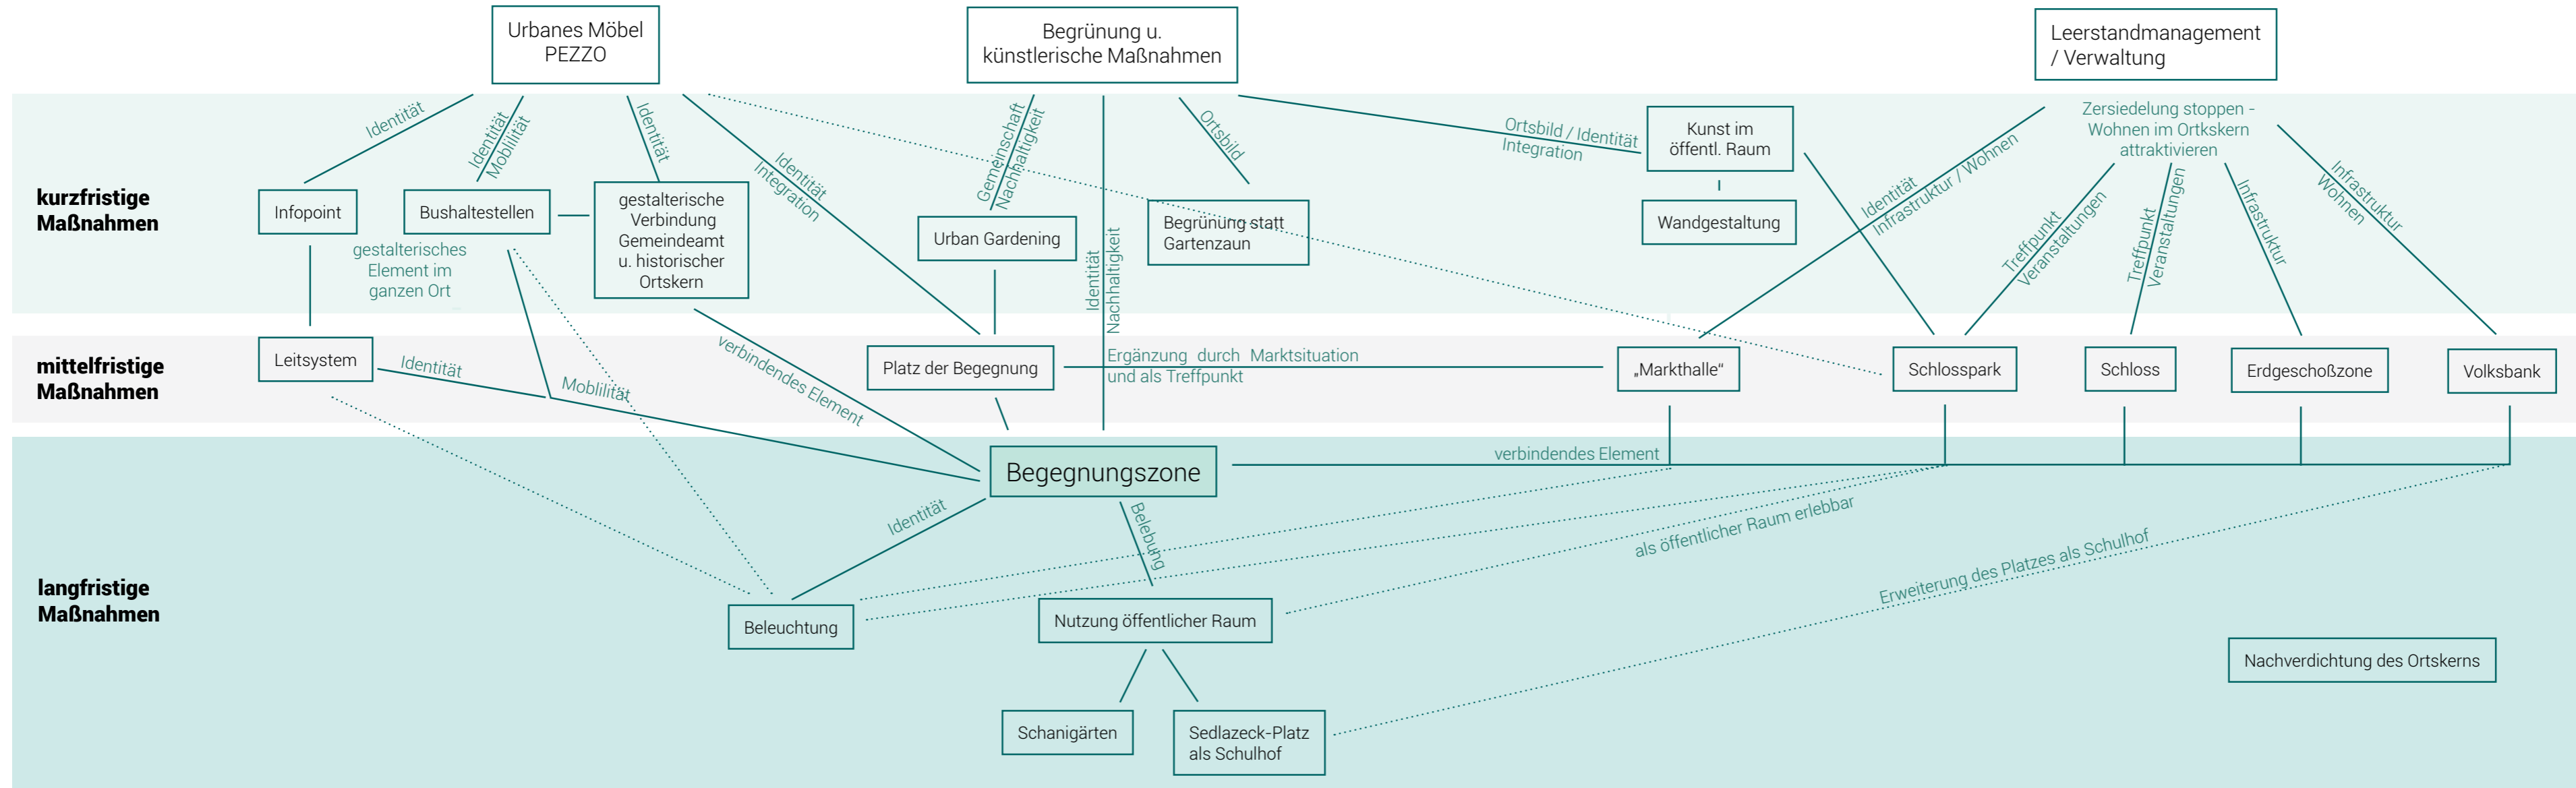 Urbanes Möbel
PEZZO
Begrünung u.
künstlerische Maßnahmen
Leerstandmanagement
/ Verwaltung
kurzfristige
Maßnahmen
Identität
Identität
Mobilität
Identität
Identität
Integration
Gemeinschaft
Nachaltigkeit
Identität
Nachhaltigkeit
Ortsbild
Ortsbild / Identität
Integration
Kunst im
öffentl. Raum
Wandgestaltung
Zersiedelung stoppen -
Wohnen im Ortkskern
attraktivieren
Identität
Infrastruktur / Wohnen
Treffpunkt
Veranstaltungen
Treffpunkt
Veranstaltungen
Infrastruktur
Infrastruktur
Wohnen
Infopoint
Bushaltestellen
gestalterisches
Element im
ganzen Ort
gestalterische
Verbindung
Gemeindeamt
u. historischer
Ortskern
Urban Gardening
Begrünung statt
Gartenzaun
mittelfristige
Maßnahmen
Leitsystem
Identität
Moblilität
verbindendes Element
Platz der Begegnung
Ergänzung durch Marktsituation
und als Treffpunkt
„Markthalle“
Schlosspark
Schloss
Erdgeschoßzone
Volksbank
langfristige
Maßnahmen
Begegnungszone
verbindendes Element
Identität
Belebung
als öffentlicher Raum erlebbar
Erweiterung des Platzes als Schulhof
Beleuchtung
Nutzung öffentlicher Raum
Nachverdichtung des Ortskerns
Schanigärten
Sedlazeck-Platz
als Schulhof